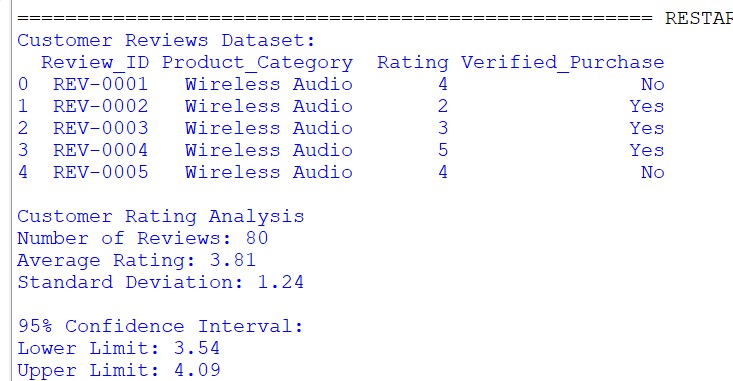 ===================================================== RESTAR
Customer Reviews Dataset:
  Review_ID Product_Category  Rating Verified_Purchase
0  REV-0001   Wireless Audio       4                No
1  REV-0002   Wireless Audio       2               Yes
2  REV-0003   Wireless Audio       3               Yes
3  REV-0004   Wireless Audio       5               Yes
4  REV-0005   Wireless Audio       4                No

Customer Rating Analysis
Number of Reviews: 80
Average Rating: 3.81
Standard Deviation: 1.24

95% Confidence Interval:
Lower Limit: 3.54
Upper Limit: 4.09